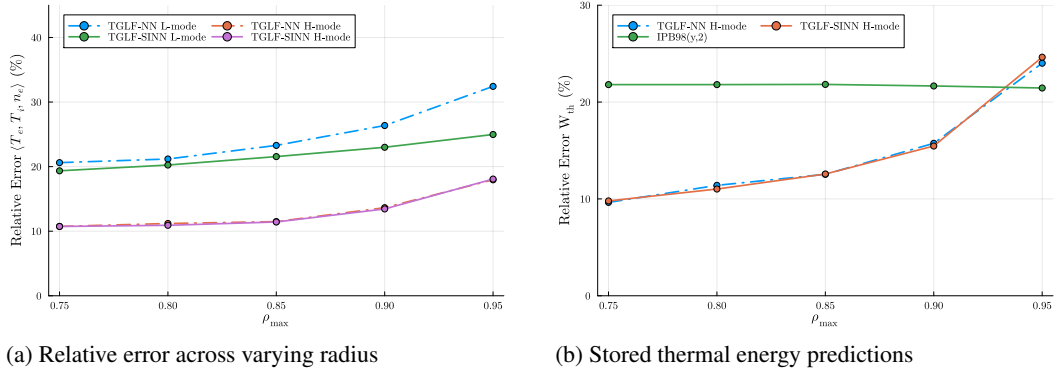 TGLF-NN L-mode
TGLF-NN H-mode
TGLF-SINN L-mode
TGLF-SINN H-mode
Relative Error ⟨T_e, T_i, n_e⟩ (%)
40
30
20
10
0
0.75 0.80 0.85 0.90 0.95
ρ_max
(a) Relative error across varying radius
TGLF-NN H-mode
TGLF-SINN H-mode
IPB98(y,2)
Relative Error W_th (%)
30
20
10
0
0.75 0.80 0.85 0.90 0.95
ρ_max
(b) Stored thermal energy predictions